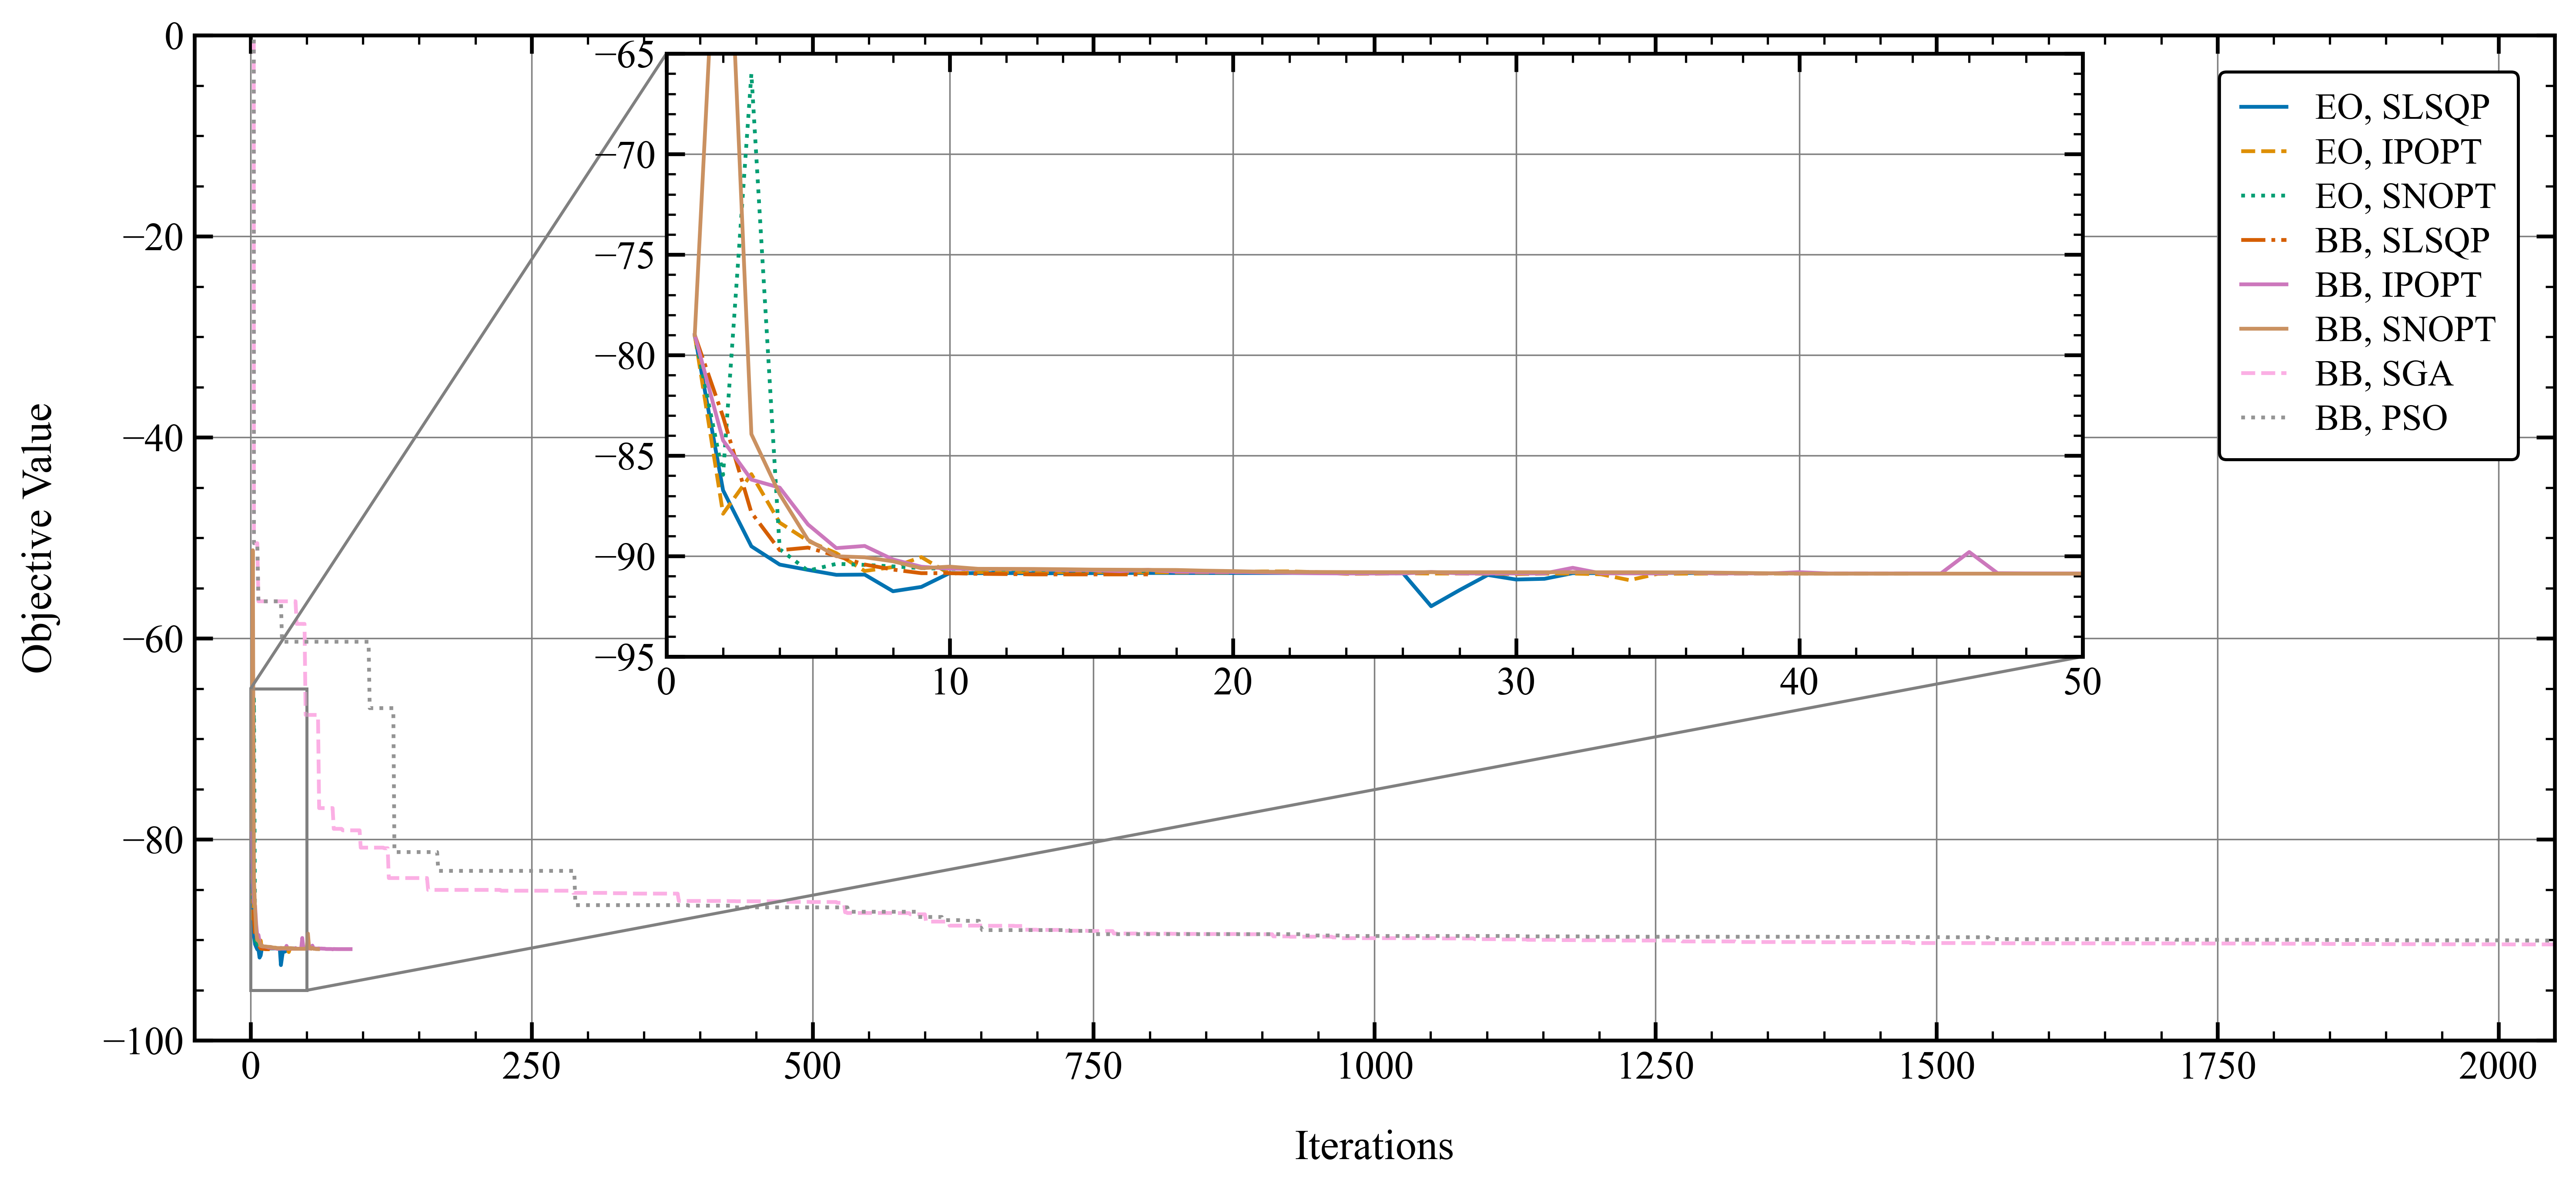 Objective Value
0
−20
−40
−60
−80
−100
0
250
500
750
1000
1250
1500
1750
2000
Iterations
−65
−70
−75
−80
−85
−90
−95
0
10
20
30
40
50
EO, SLSQP
EO, IPOPT
EO, SNOPT
BB, SLSQP
BB, IPOPT
BB, SNOPT
BB, SGA
BB, PSO